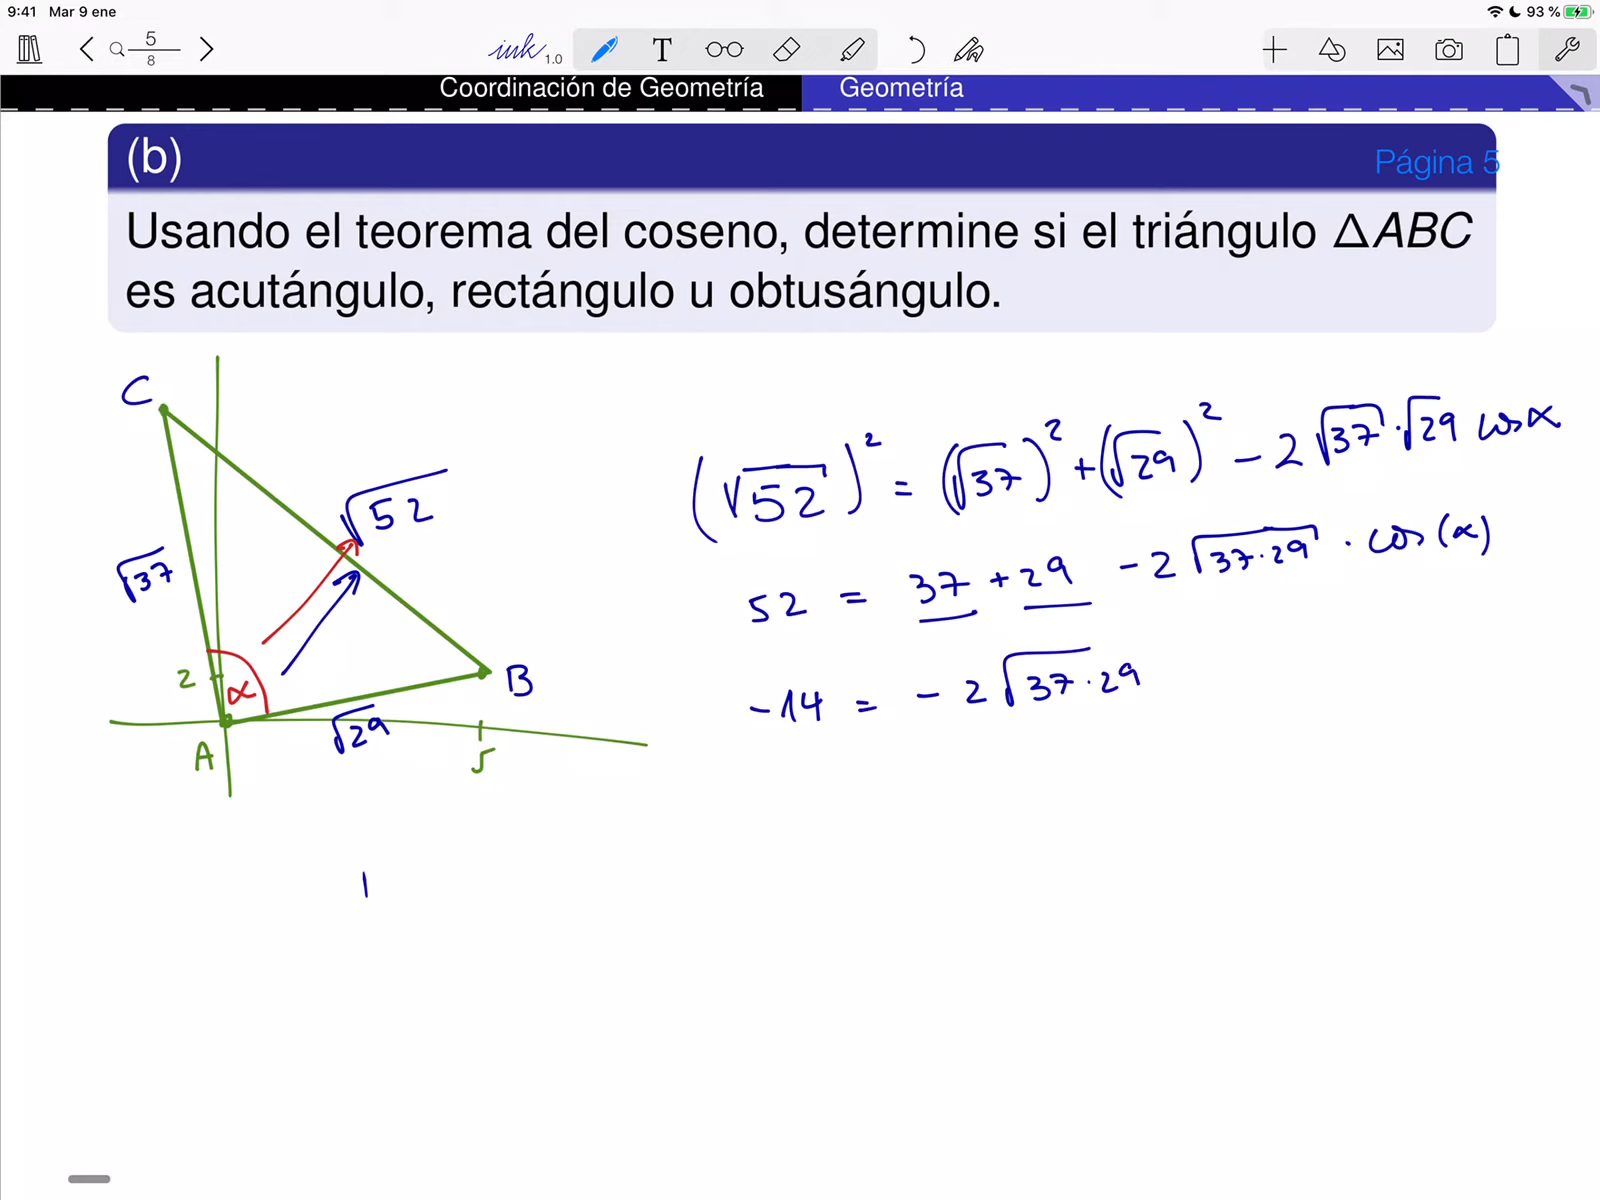 9:41 Mar 9 ene 93 %
5
8
ink 1.0 T
Coordinación de Geometría Geometría
(b) Página 5
Usando el teorema del coseno, determine si el triángulo △ABC
es acutángulo, rectángulo u obtusángulo.
C
√52
√37
2
α
B
√29
A
5
(√52)² = (√37)² + (√29)² − 2√37·√29 cosα
52 = 37 + 29 − 2√37·29 · cos(α)
−14 = − 2√37·29